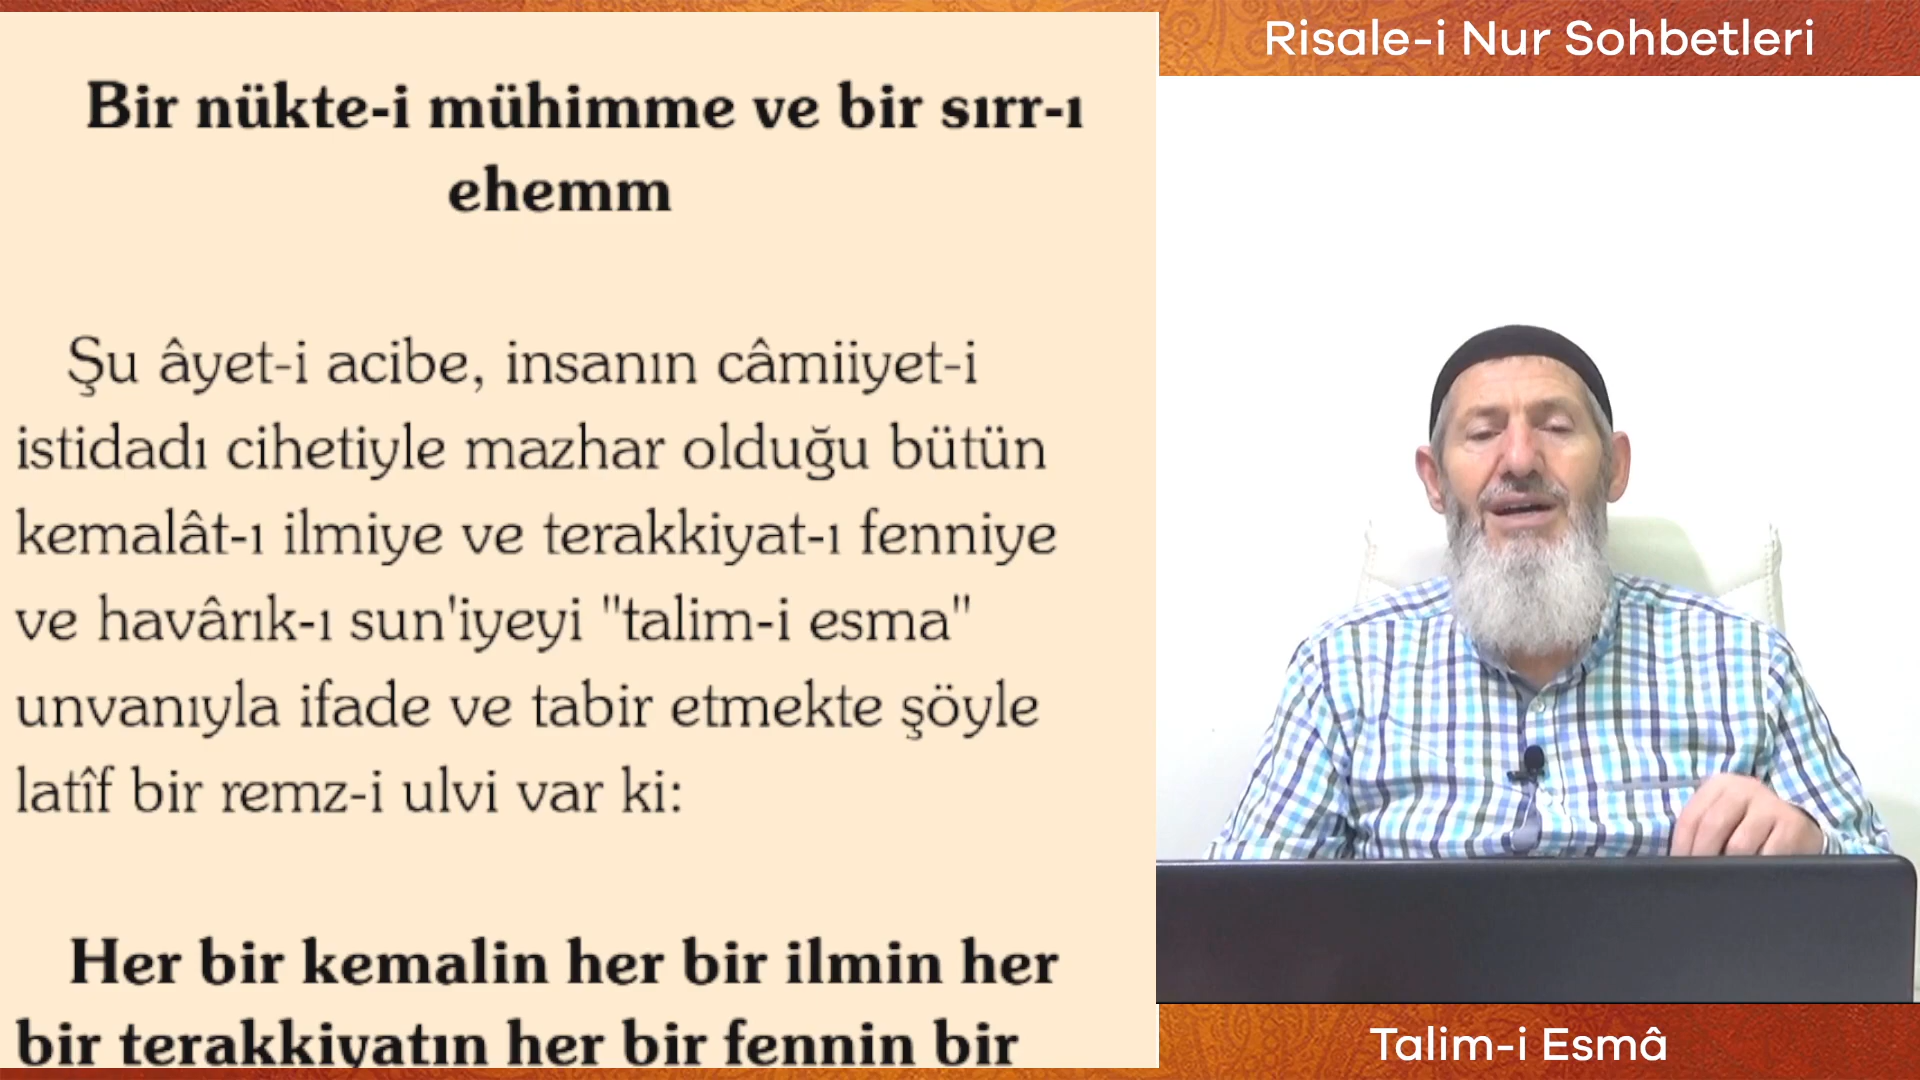 Risale-i Nur Sohbetleri
Bir nükte-i mühimme ve bir sırr-ı
ehemm
Şu âyet-i acibe, insanın câmiiyet-i
istidadı cihetiyle mazhar olduğu bütün
kemalât-ı ilmiye ve terakkiyat-ı fenniye
ve havârık-ı sun'iyeyi "talim-i esma"
unvanıyla ifade ve tabir etmekte şöyle
latîf bir remz-i ulvi var ki:
Her bir kemalin her bir ilmin her
bir terakkiyatın her bir fennin bir
Talim-i Esmâ